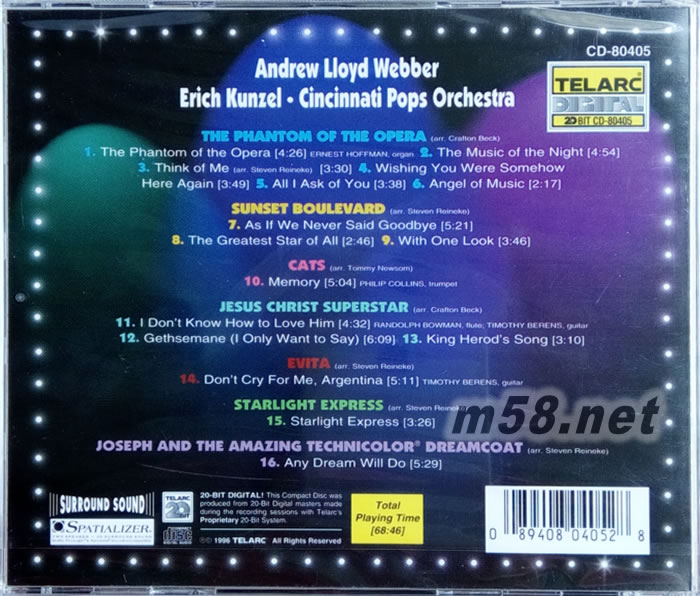 CD-80405
Andrew Lloyd Webber
Erich Kunzel • Cincinnati Pops Orchestra
TELARC
DIGITAL
20 BIT CD-80405
THE PHANTOM OF THE OPERA (arr. Crafton Beck)
1. The Phantom of the Opera [4:26] ERNEST HOFFMAN, organ 2. The Music of the Night [4:54]
3. Think of Me (arr. Steven Reineke) [3:30] 4. Wishing You Were Somehow
Here Again [3:49] 5. All I Ask of You [3:38] 6. Angel of Music [2:17]
SUNSET BOULEVARD (arr. Steven Reineke)
7. As If We Never Said Goodbye [5:21]
8. The Greatest Star of All [2:46] 9. With One Look [3:46]
CATS (arr. Tommy Newsom)
10. Memory [5:04] PHILIP COLLINS, trumpet
JESUS CHRIST SUPERSTAR (arr. Crafton Beck)
11. I Don't Know How to Love Him [4:32] RANDOLPH BOWMAN, flute; TIMOTHY BERENS, guitar
12. Gethsemane (I Only Want to Say) [6:09] 13. King Herod's Song [3:10]
EVITA (arr. Steven Reineke)
14. Don't Cry For Me, Argentina [5:11] TIMOTHY BERENS, guitar
STARLIGHT EXPRESS (arr. Steven Reineke)
15. Starlight Express [3:26]
m58.net
JOSEPH AND THE AMAZING TECHNICOLOR® DREAMCOAT (arr. Steven Reineke)
16. Any Dream Will Do [5:29]
SURROUND SOUND
SPATIALIZER
TELARC
20 BIT
COMPACT disc DIGITAL AUDIO
20-BIT DIGITAL! This Compact Disc was
produced from 20-Bit Digital masters made
during the recording sessions with Telarc's
Proprietary 20-Bit System.
℗© 1996 TELARC All Rights Reserved
Total
Playing Time
[68:46]
0 89408 04052 8